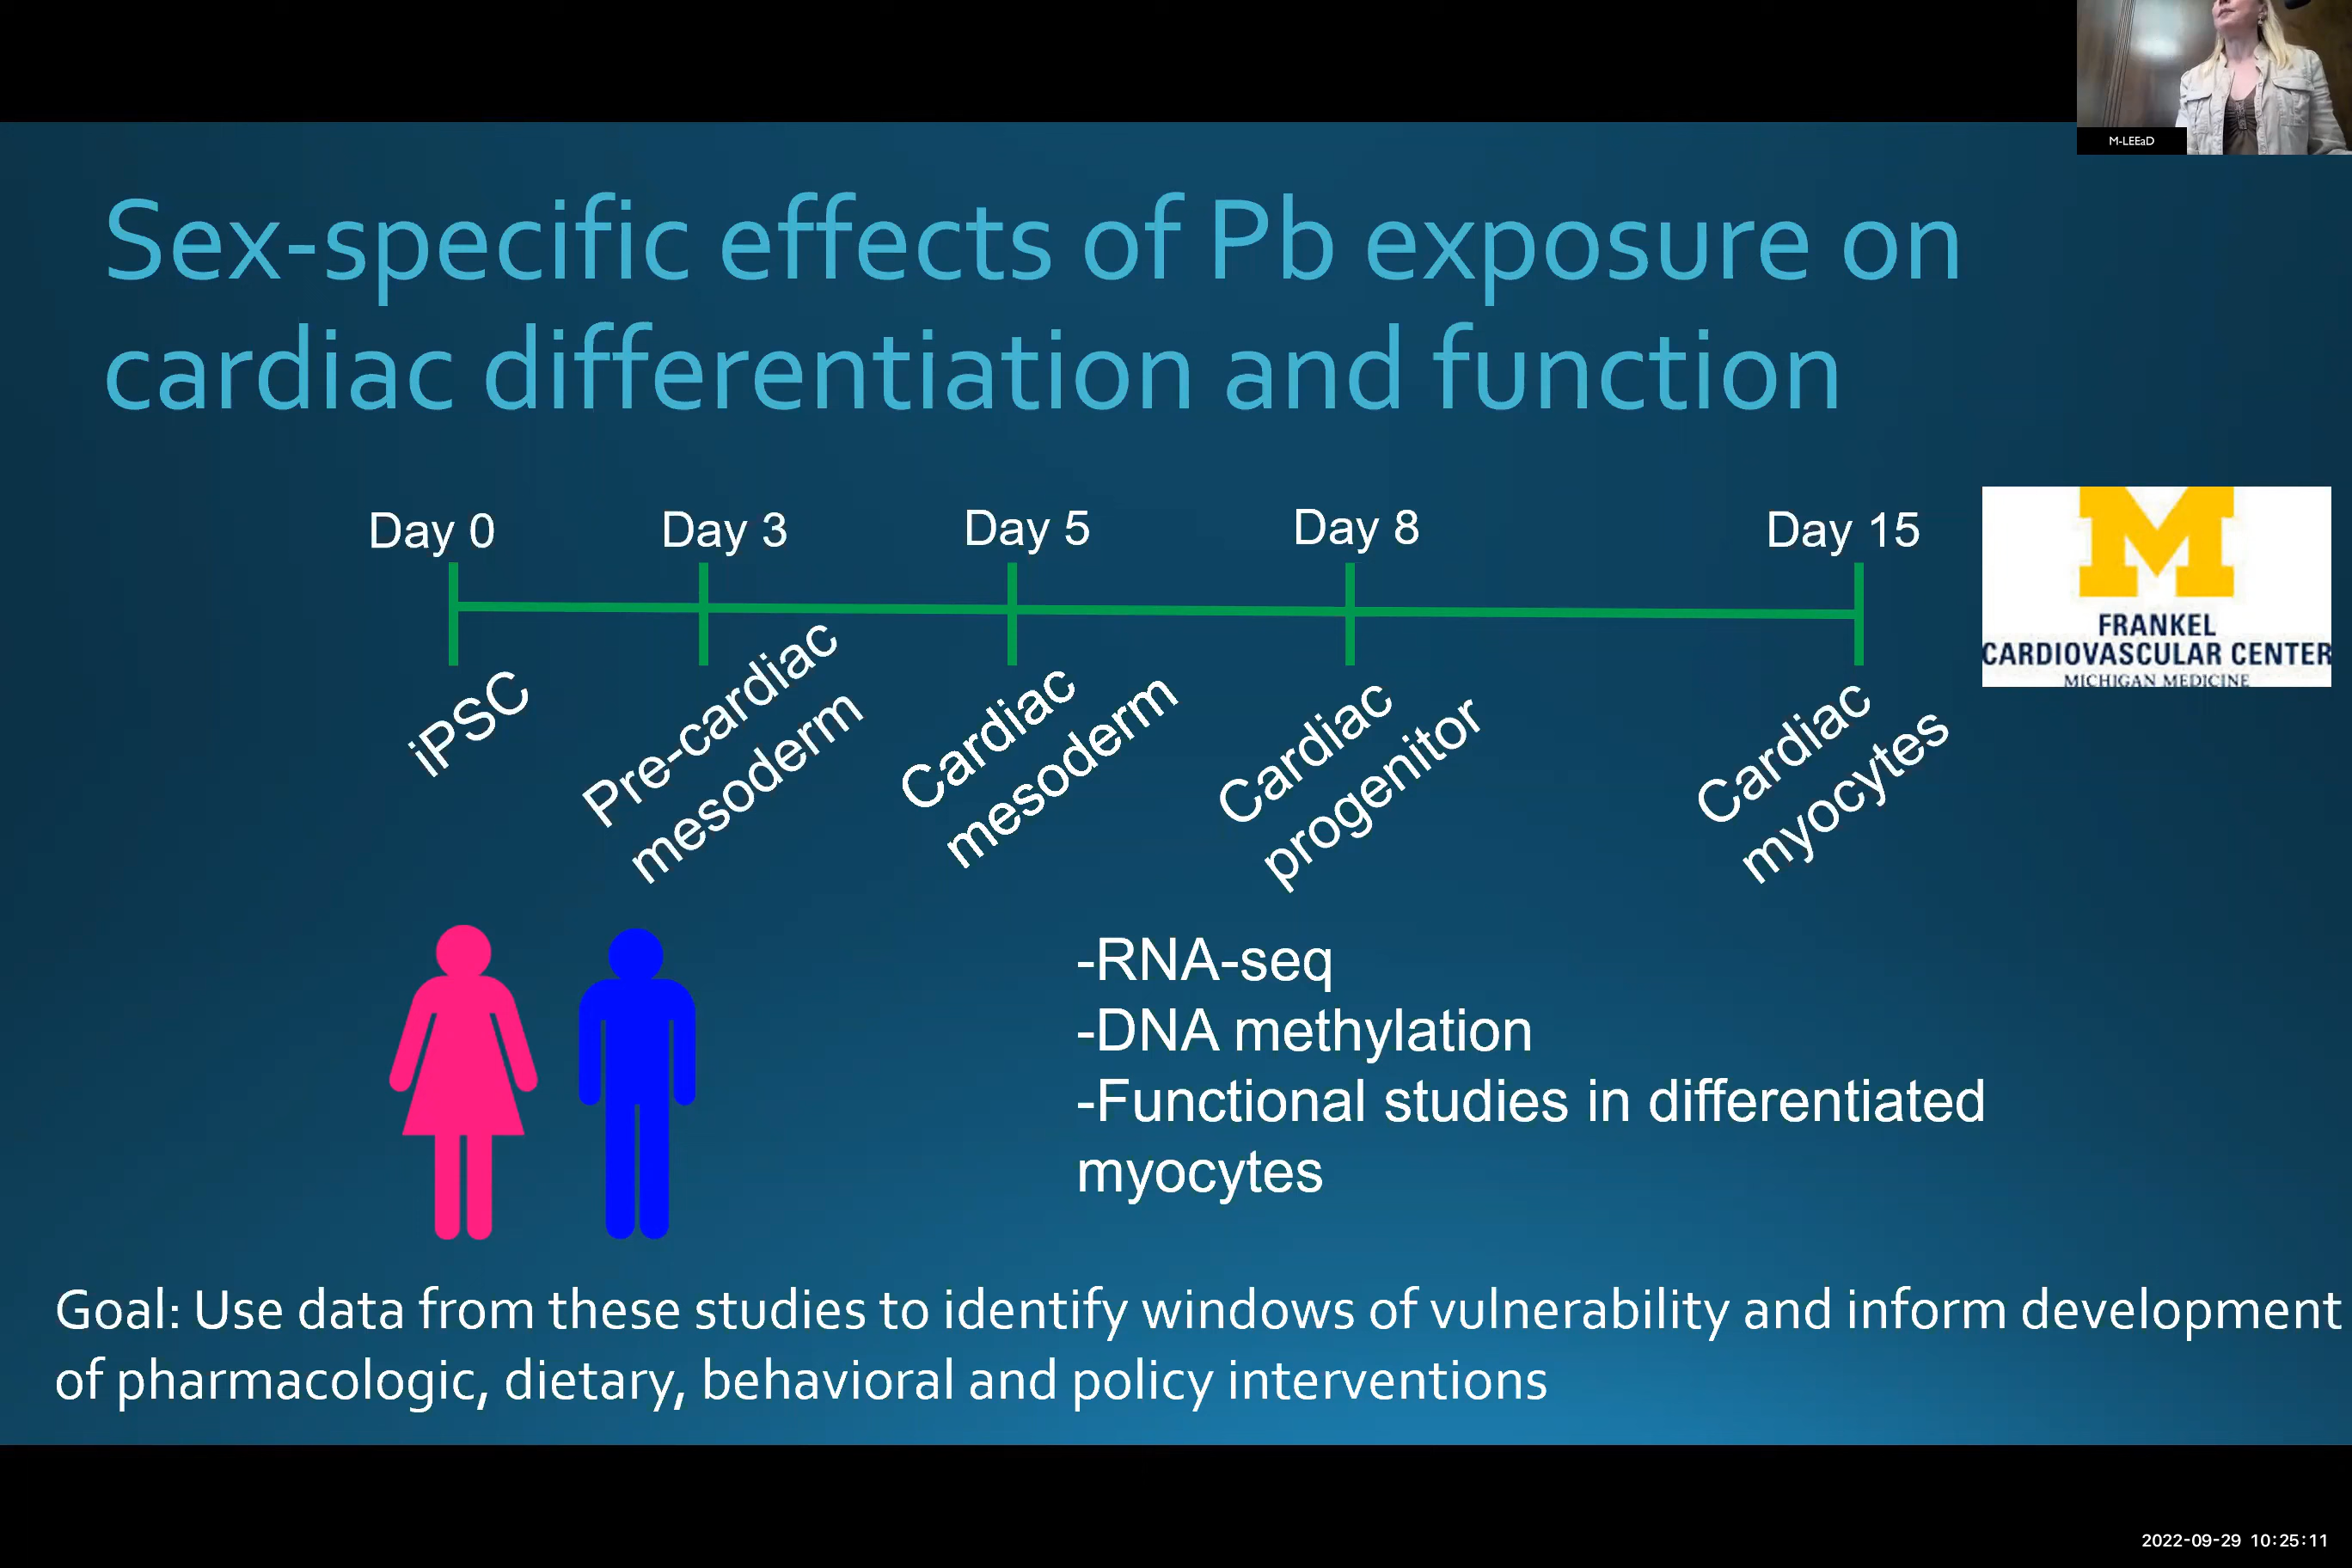 M-LEEaD
Sex-specific effects of Pb exposure on
cardiac differentiation and function
Day 0
Day 3
Day 5
Day 8
Day 15
iPSC
Pre-cardiac
mesoderm
Cardiac
mesoderm
Cardiac
progenitor
Cardiac
myocytes
FRANKEL
CARDIOVASCULAR CENTER
MICHIGAN MEDICINE
-RNA-seq
-DNA methylation
-Functional studies in differentiated
myocytes
Goal: Use data from these studies to identify windows of vulnerability and inform development
of pharmacologic, dietary, behavioral and policy interventions
2022-09-29 10:25:11